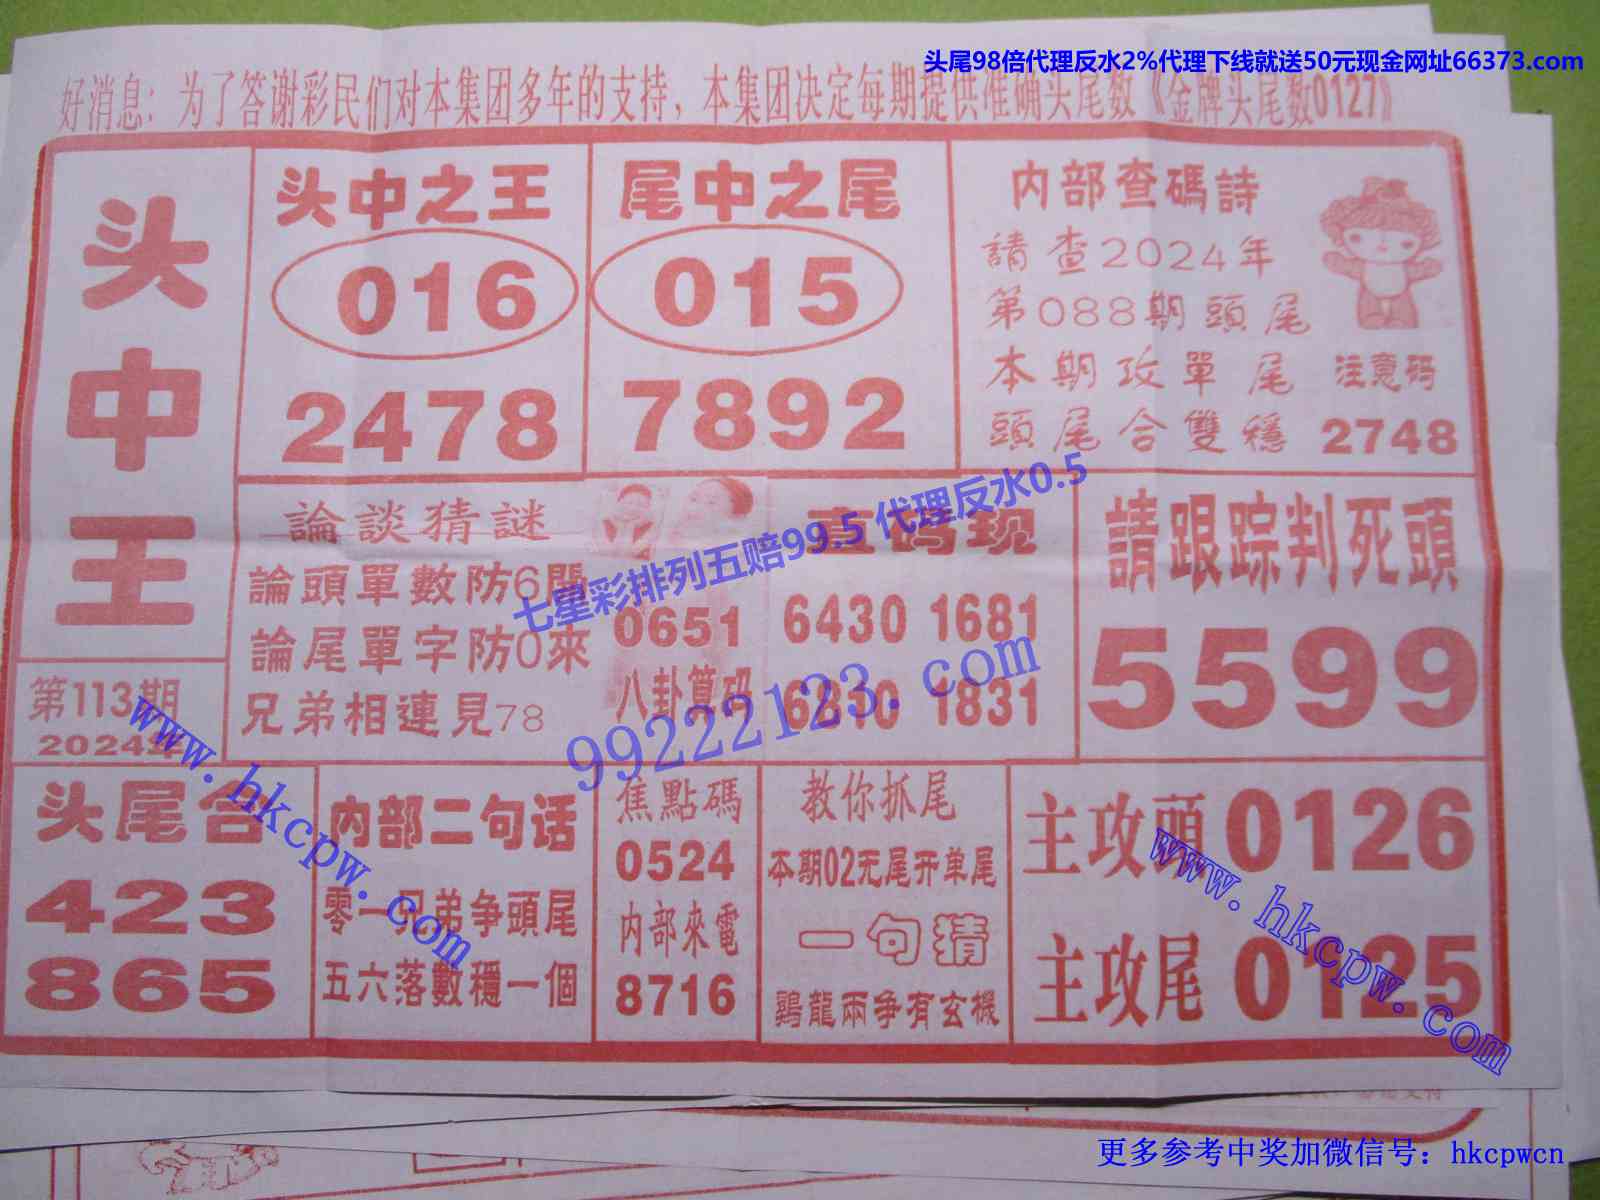 头尾98倍代理反水2%代理下线就送50元现金网址66373.com
好消息：为了答谢彩民们对本集团多年的支持，本集团决定每期提供准确头尾数《金牌头尾数0127》
头中王
第113期
2024年
头中之王
016
2478
尾中之尾
015
7892
内部查碼詩
請查2024年
第088期頭尾
本期攻單尾
頭尾合雙穩
注意码
2748
論談猜謎
論頭單數防6開
論尾單字防0來
兄弟相連見78
0651
八卦算码
直码现
6430 1681
6830 1831
請跟踪判死頭
5599
七星彩排列五赔99.5 代理反水0.5
99222123.com
www.hkcpw.com
头尾合
423
865
内部二句话
零一兄弟争頭尾
五六落數穩一個
焦點碼
0524
内部來電
8716
教你抓尾
本期02无尾开单尾
一句猜
鷄龍兩争有玄機
主攻頭 0126
主攻尾 0125
www.hkcpw.com
更多参考中奖加微信号：hkcpwcn